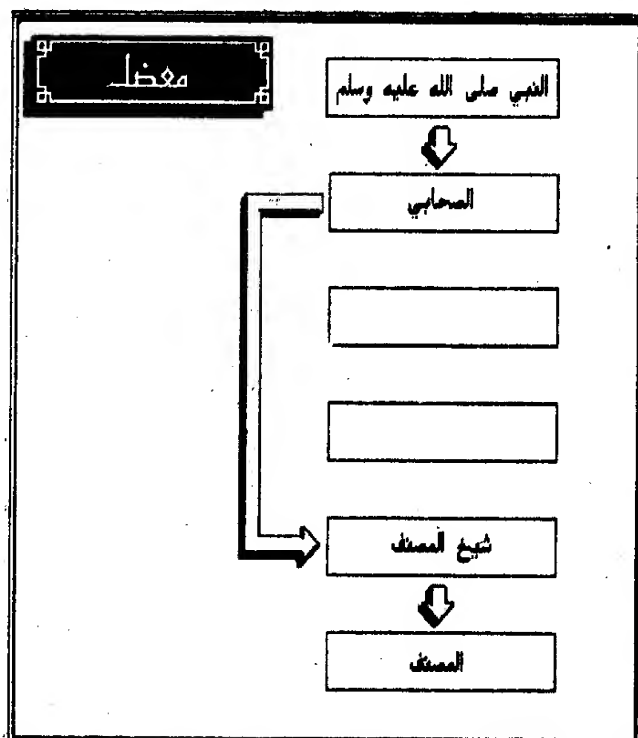 معضل
النبي صلى الله عليه وسلم
الصحابي
شيخ المصنف
المصنف